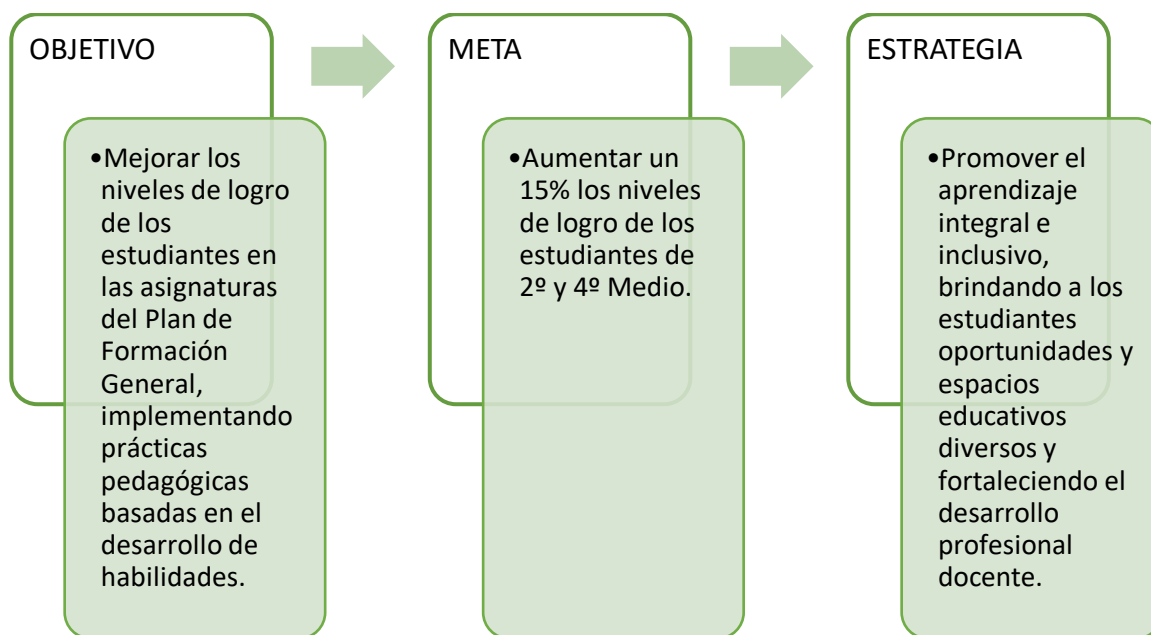 OBJETIVO
•Mejorar los
niveles de logro
de los
estudiantes en
las asignaturas
del Plan de
Formación
General,
implementando
prácticas
pedagógicas
basadas en el
desarrollo de
habilidades.
META
•Aumentar un
15% los niveles
de logro de los
estudiantes de
2º y 4º Medio.
ESTRATEGIA
•Promover el
aprendizaje
integral e
inclusivo,
brindando a los
estudiantes
oportunidades y
espacios
educativos
diversos y
fortaleciendo el
desarrollo
profesional
docente.